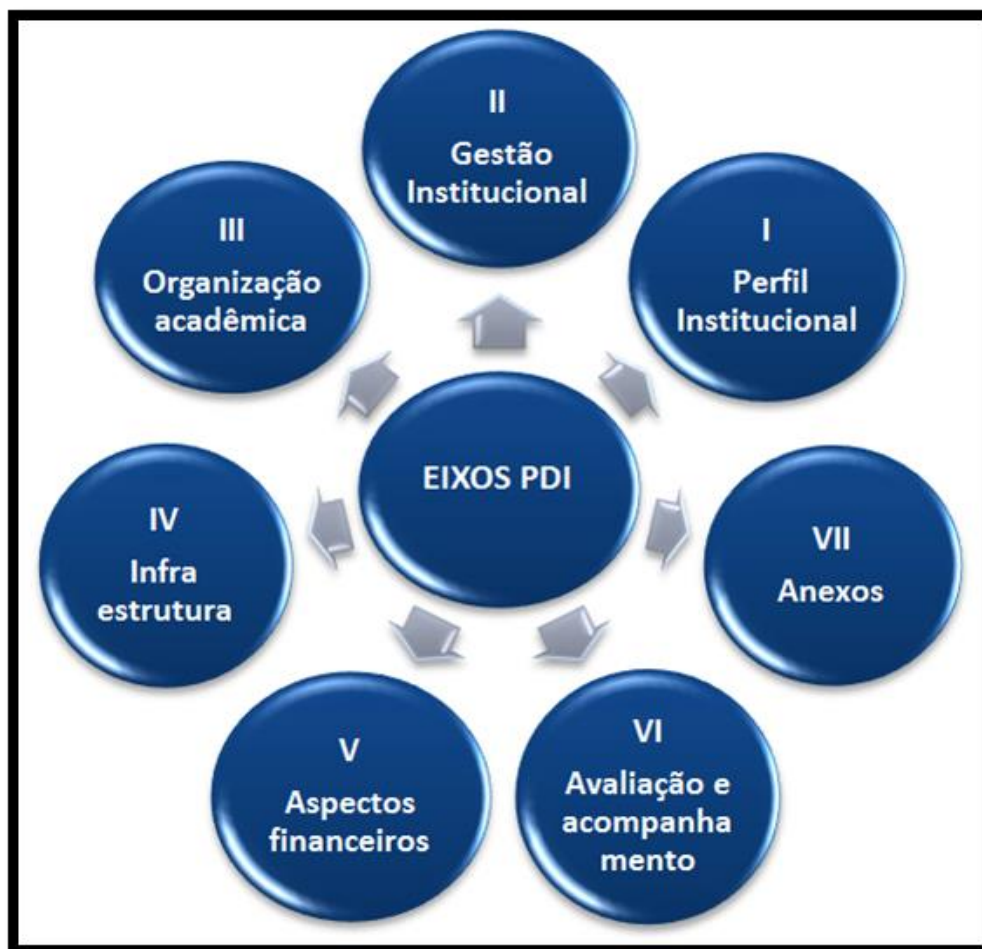 II
Gestão
Institucional
I
Perfil
Institucional
III
Organização
acadêmica
EIXOS PDI
IV
Infra
estrutura
VII
Anexos
V
Aspectos
financeiros
VI
Avaliação e
acompanha
mento